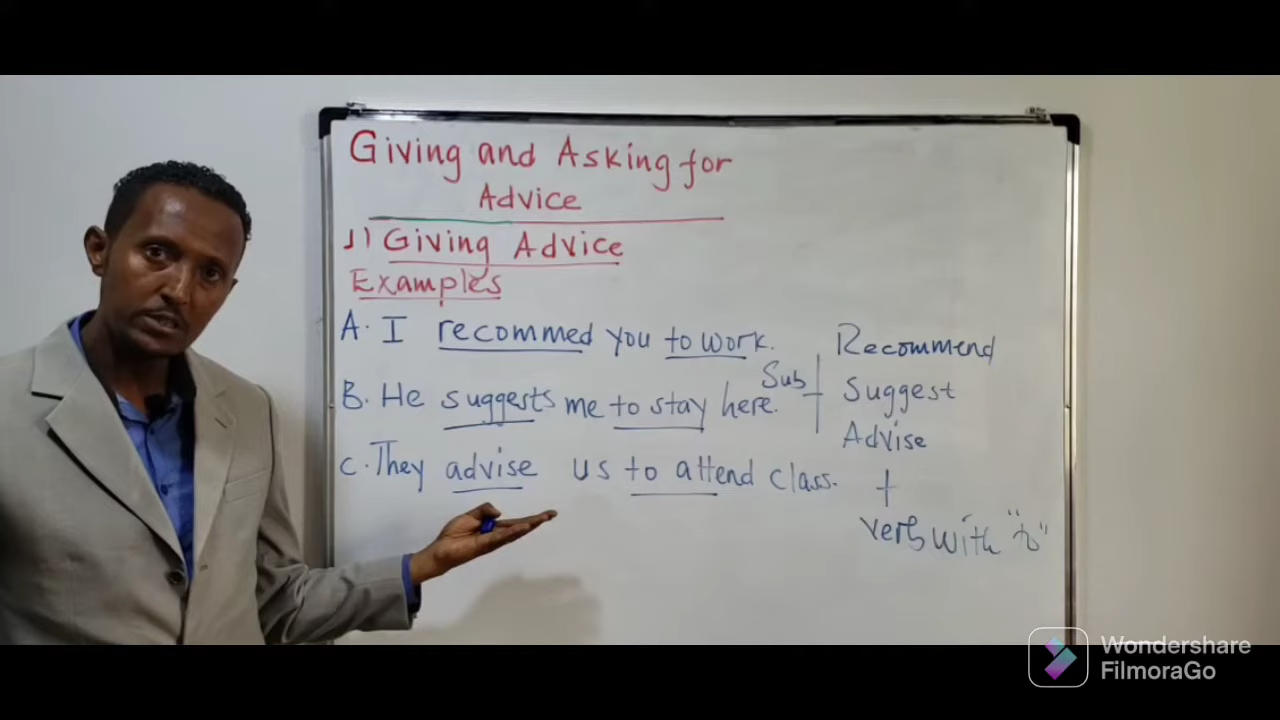 Giving and Asking for
Advice
1) Giving Advice
Examples
A. I recommed you to work.
B. He suggests me to stay here.
C. They advise us to attend class.
Sub +
Recommend
Suggest
Advise
+
verb with "to"
Wondershare
FilmoraGo